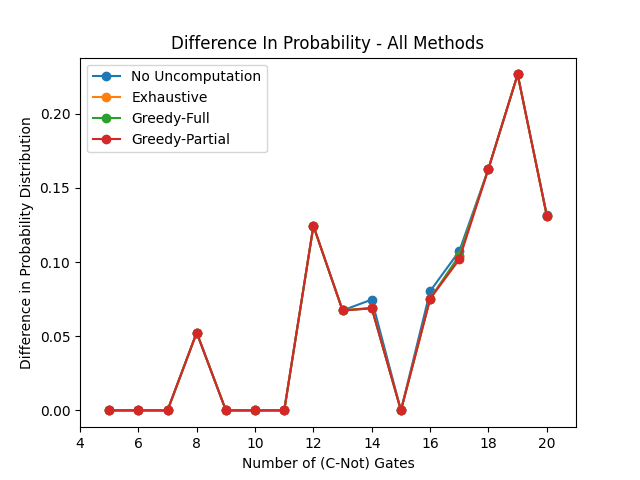 Difference In Probability - All Methods
No Uncomputation
Exhaustive
Greedy-Full
Greedy-Partial
Difference in Probability Distribution
0.20
0.15
0.10
0.05
0.00
4 6 8 10 12 14 16 18 20
Number of (C-Not) Gates